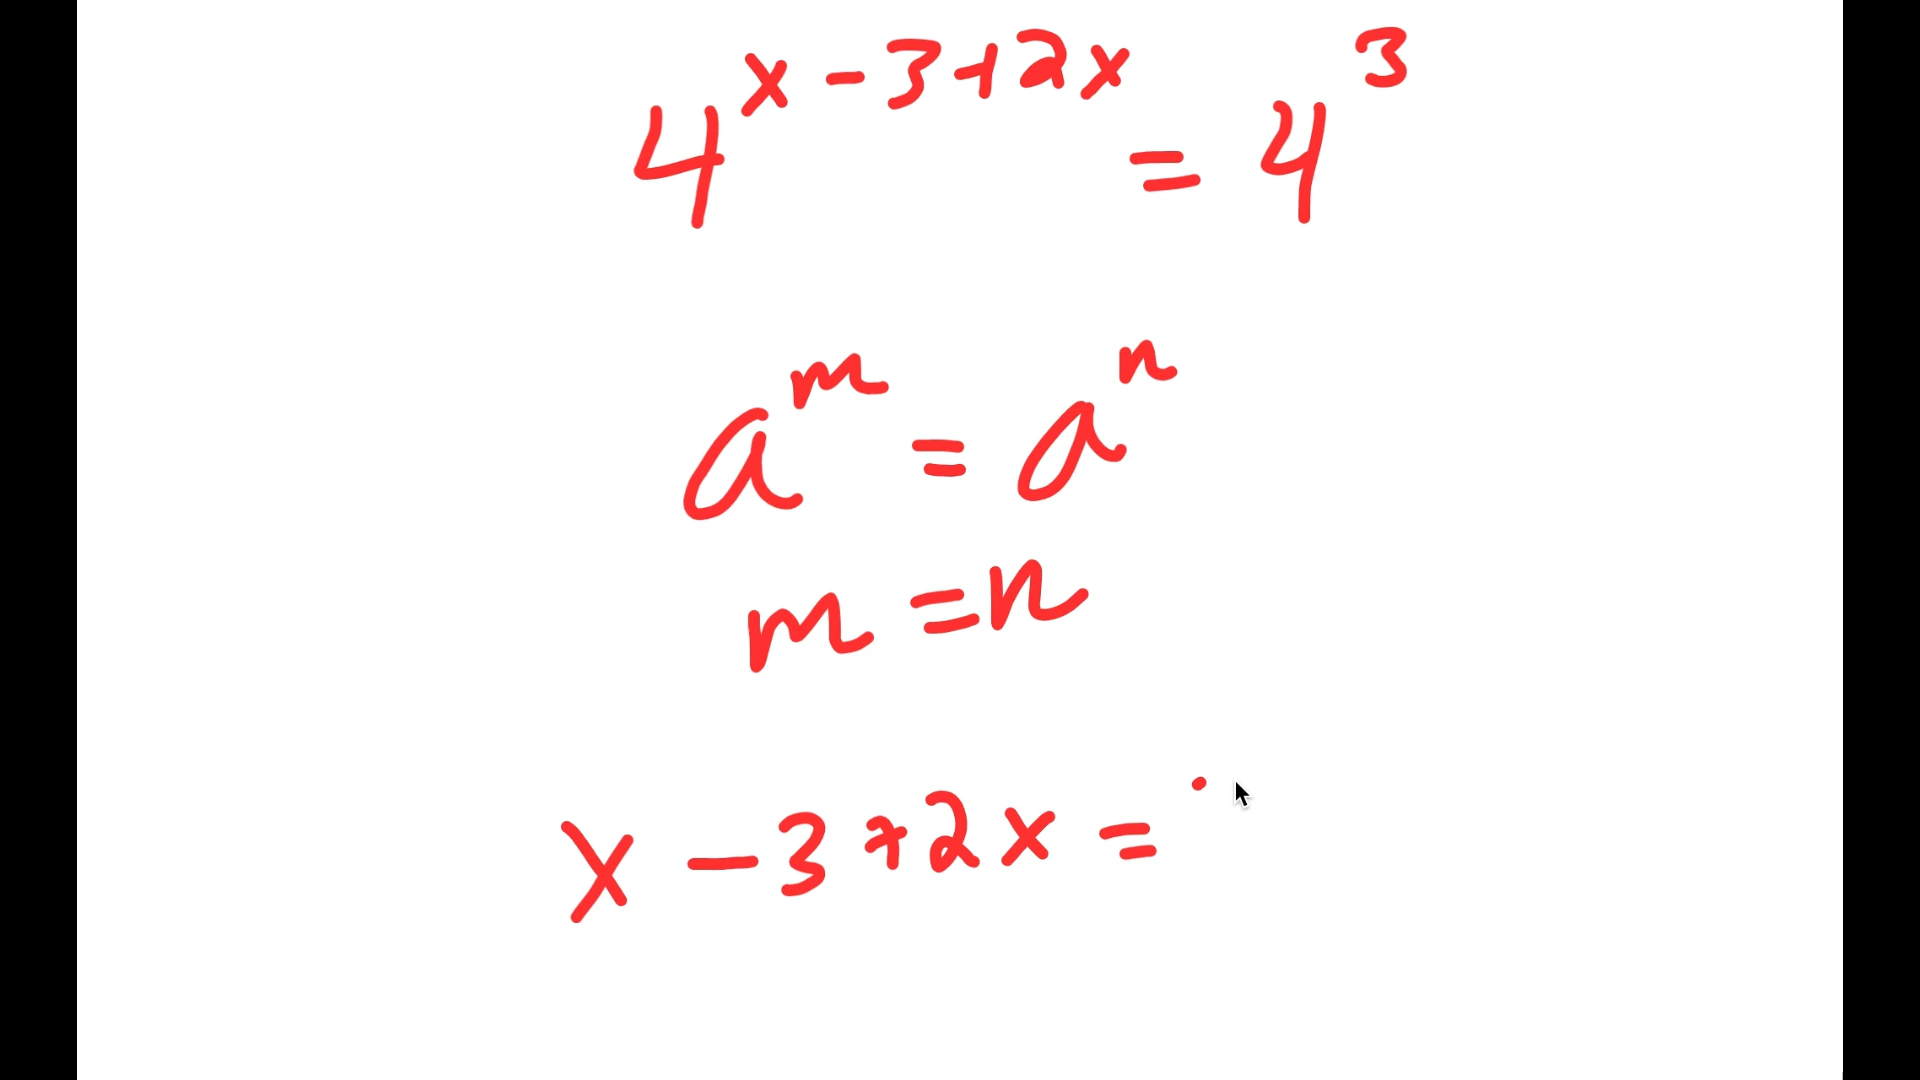 4^{x-3+2x} = 4^3
a^m = a^n
m = n
x - 3 + 2x =